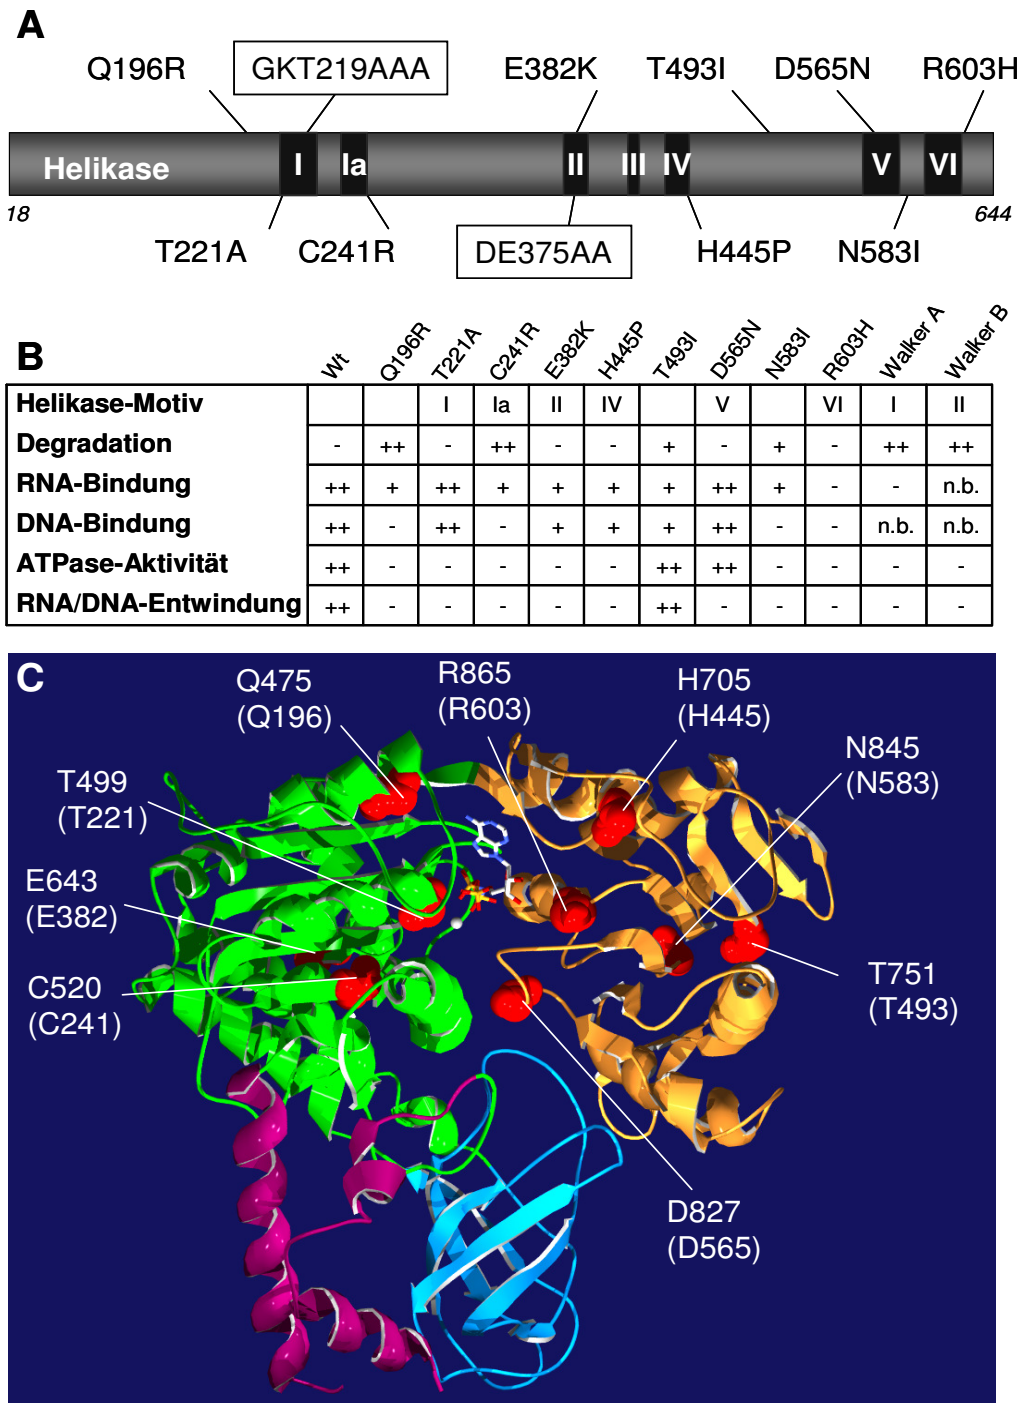 A
Q196R GKT219AAA E382K T493I D565N R603H
Helikase I Ia II III IV V VI
18 644
T221A C241R DE375AA H445P N583I
B
Wt Q196R T221A C241R E382K H445P T493I D565N N583I R603H Walker A Walker B
Helikase-Motiv I Ia II IV V VI I II
Degradation - ++ - ++ - - + - + - ++ ++
RNA-Bindung ++ + ++ + + + + ++ + - - n.b.
DNA-Bindung ++ - ++ - + + + ++ - - n.b. n.b.
ATPase-Aktivität ++ - - - - - ++ ++ - - - -
RNA/DNA-Entwindung ++ - - - - - ++ - - - - -
C
Q475
(Q196)
R865
(R603)
H705
(H445)
N845
(N583)
T499
(T221)
E643
(E382)
C520
(C241)
T751
(T493)
D827
(D565)